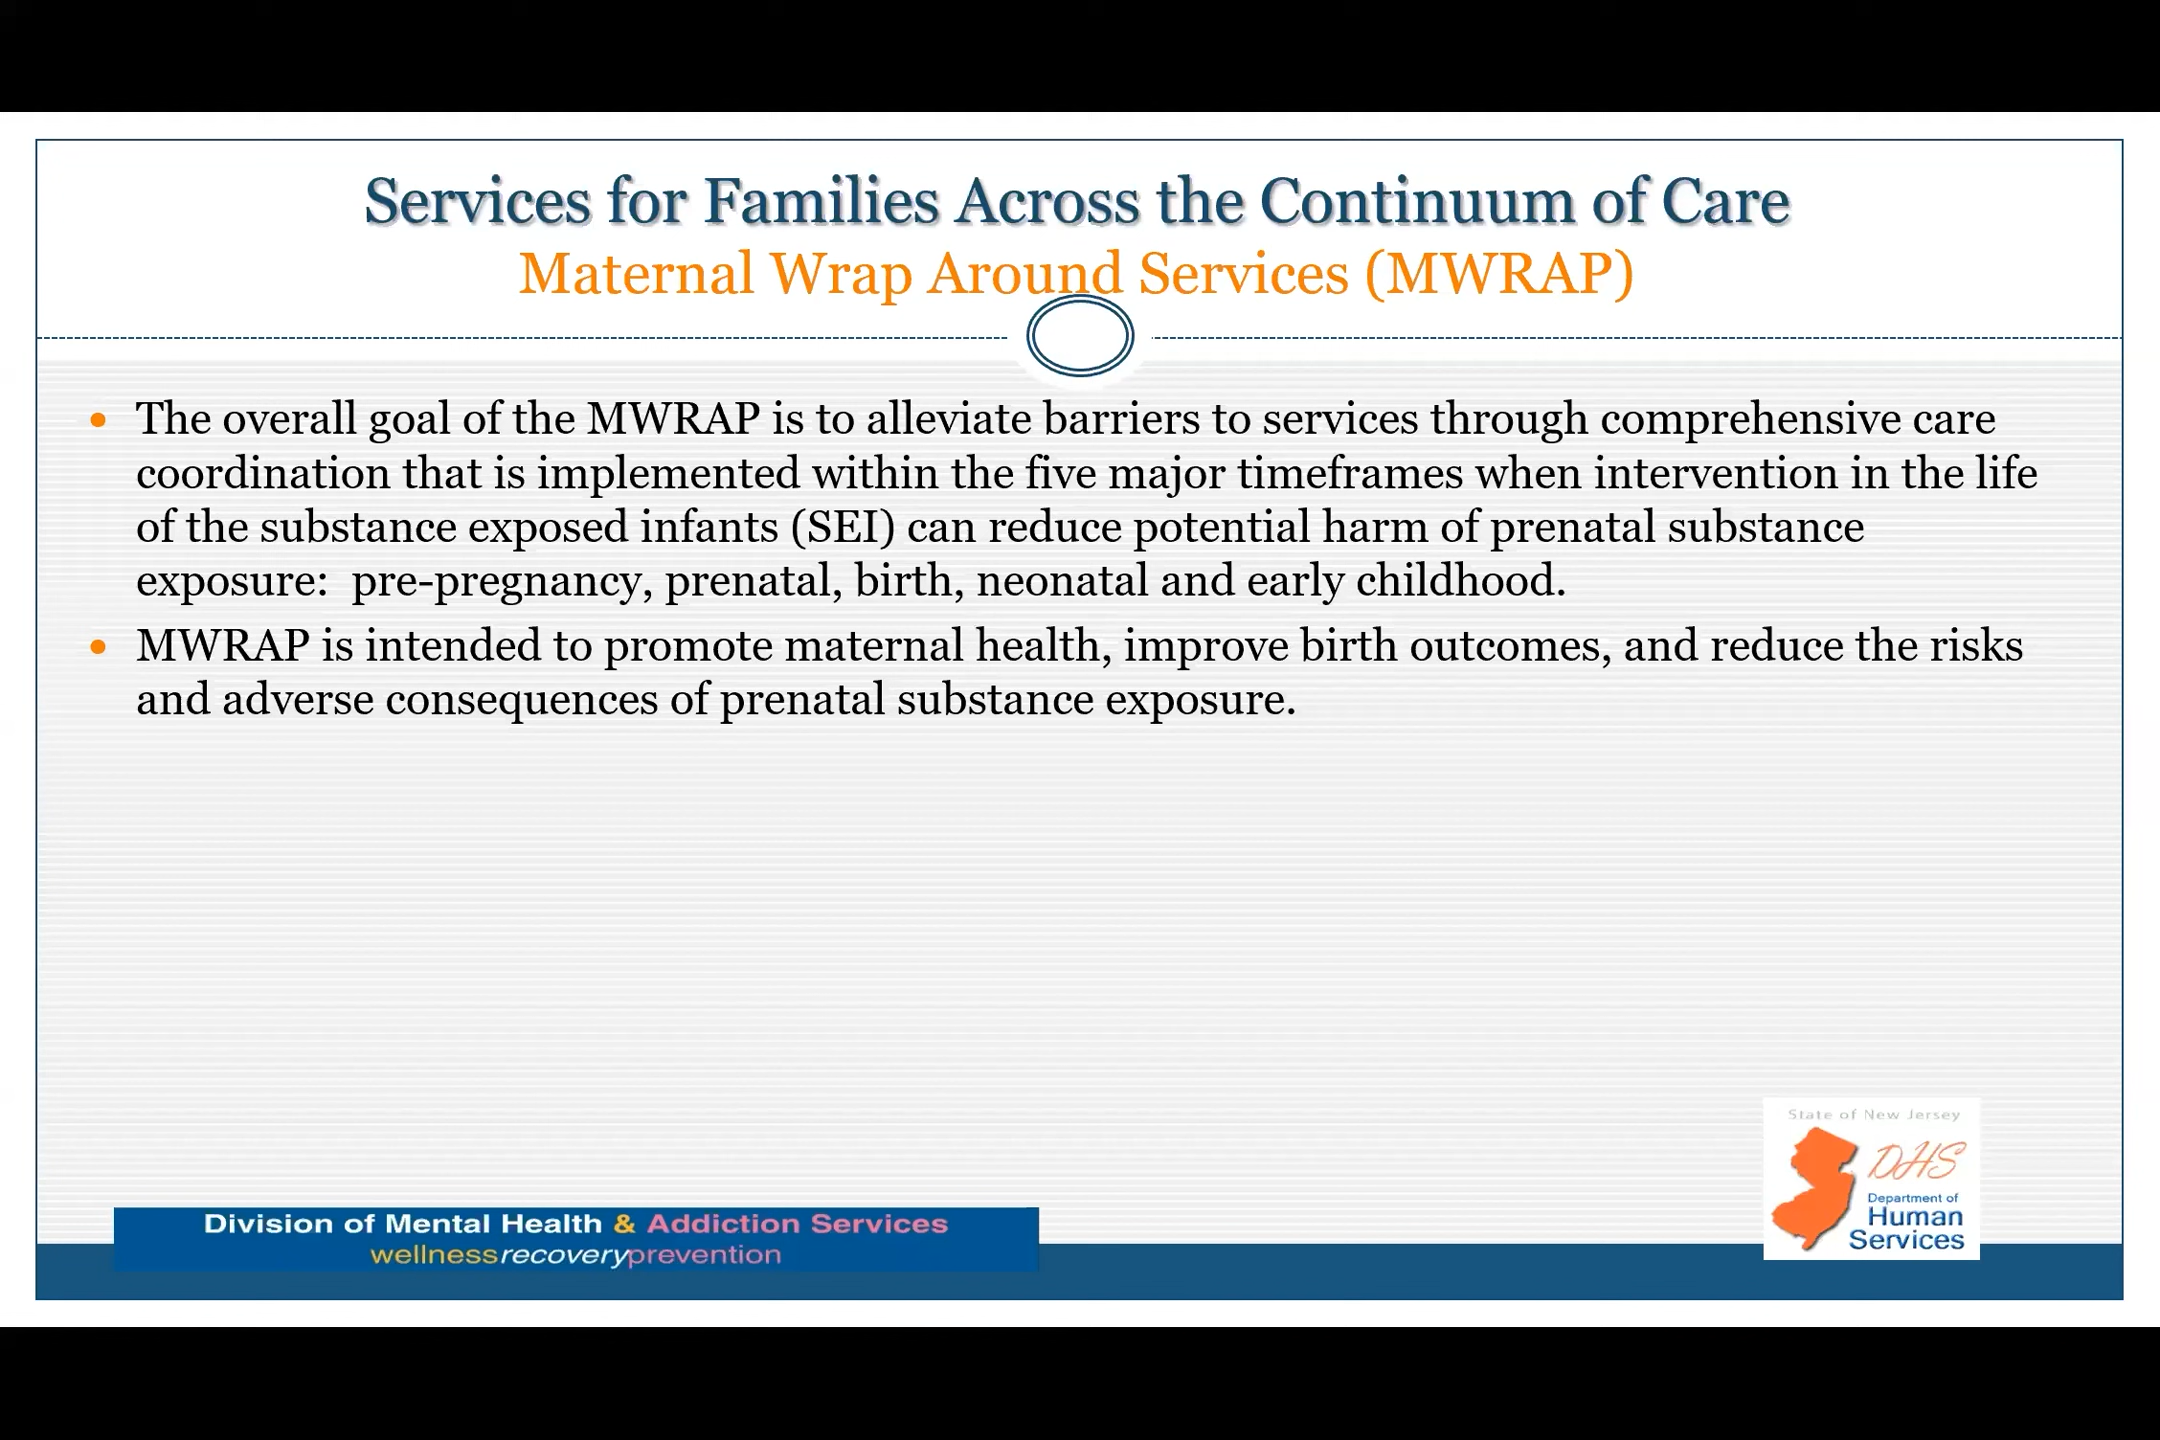 Services for Families Across the Continuum of Care
Maternal Wrap Around Services (MWRAP)
• The overall goal of the MWRAP is to alleviate barriers to services through comprehensive care
coordination that is implemented within the five major timeframes when intervention in the life
of the substance exposed infants (SEI) can reduce potential harm of prenatal substance
exposure:  pre-pregnancy, prenatal, birth, neonatal and early childhood.
• MWRAP is intended to promote maternal health, improve birth outcomes, and reduce the risks
and adverse consequences of prenatal substance exposure.
Division of Mental Health & Addiction Services
wellnessrecoveryprevention
State of New Jersey
DHS
Department of
Human
Services